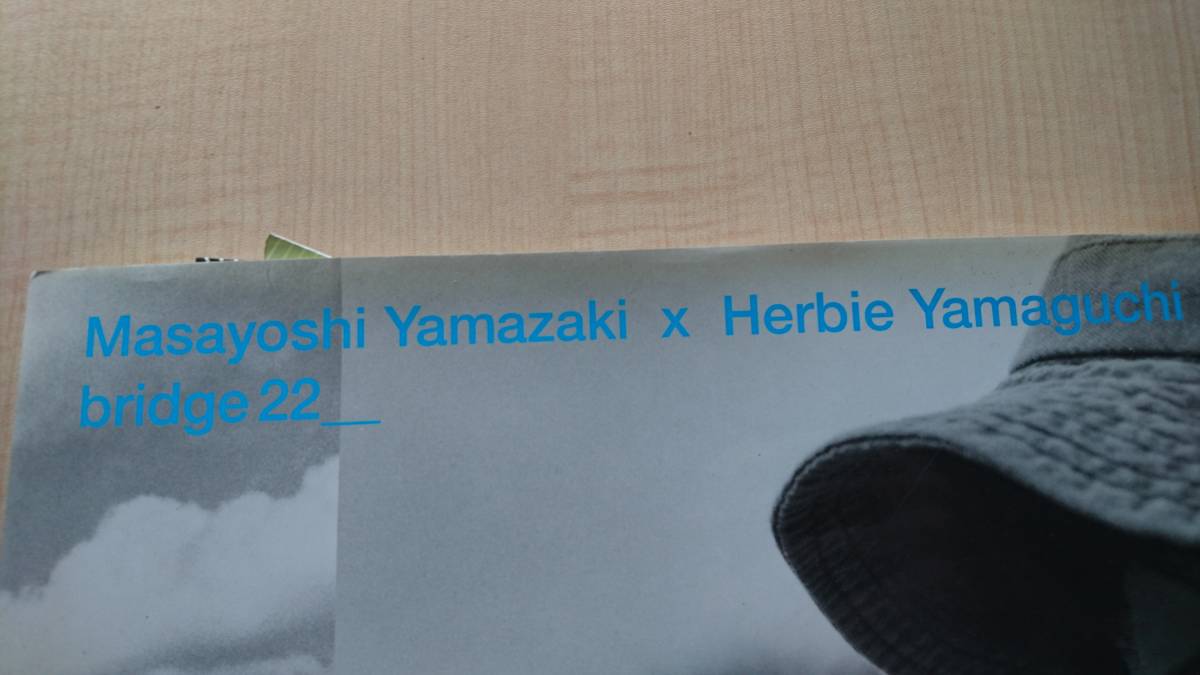 Masayoshi Yamazaki x Herbie Yamaguchi
bridge 22__